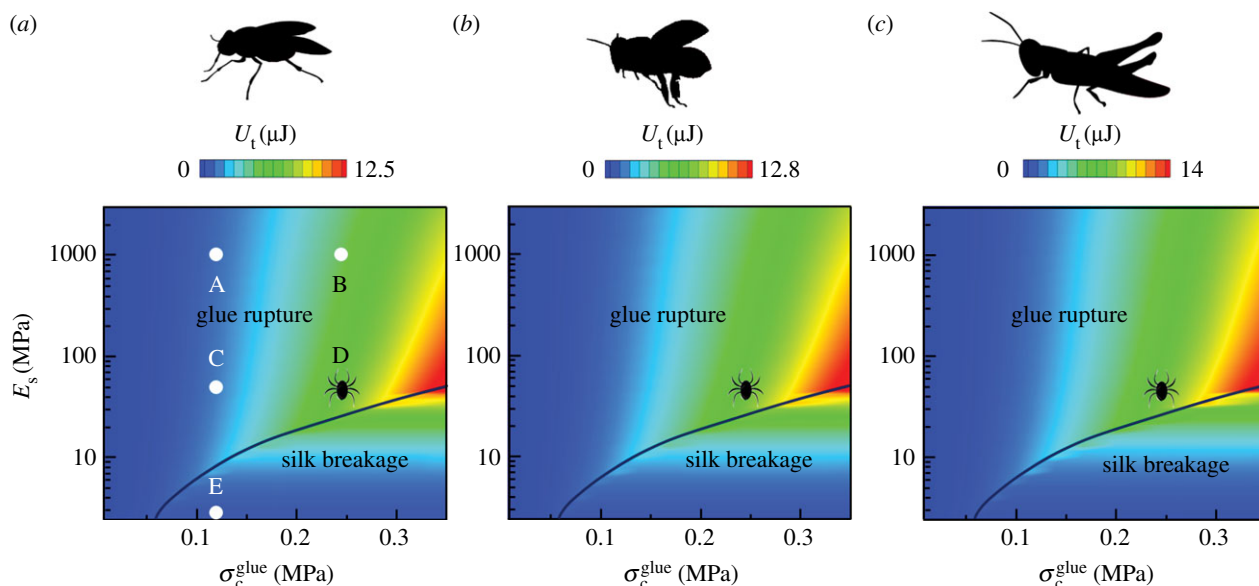 (a)
(b)
(c)
U_t (μJ)
0 12.5
U_t (μJ)
0 12.8
U_t (μJ)
0 14
E_s (MPa)
1000
100
10
A
B
glue rupture
C
D
silk breakage
E
0.1 0.2 0.3
σ_c^glue (MPa)
1000
100
10
glue rupture
silk breakage
0.1 0.2 0.3
σ_c^glue (MPa)
1000
100
10
glue rupture
silk breakage
0.1 0.2 0.3
σ_c^glue (MPa)